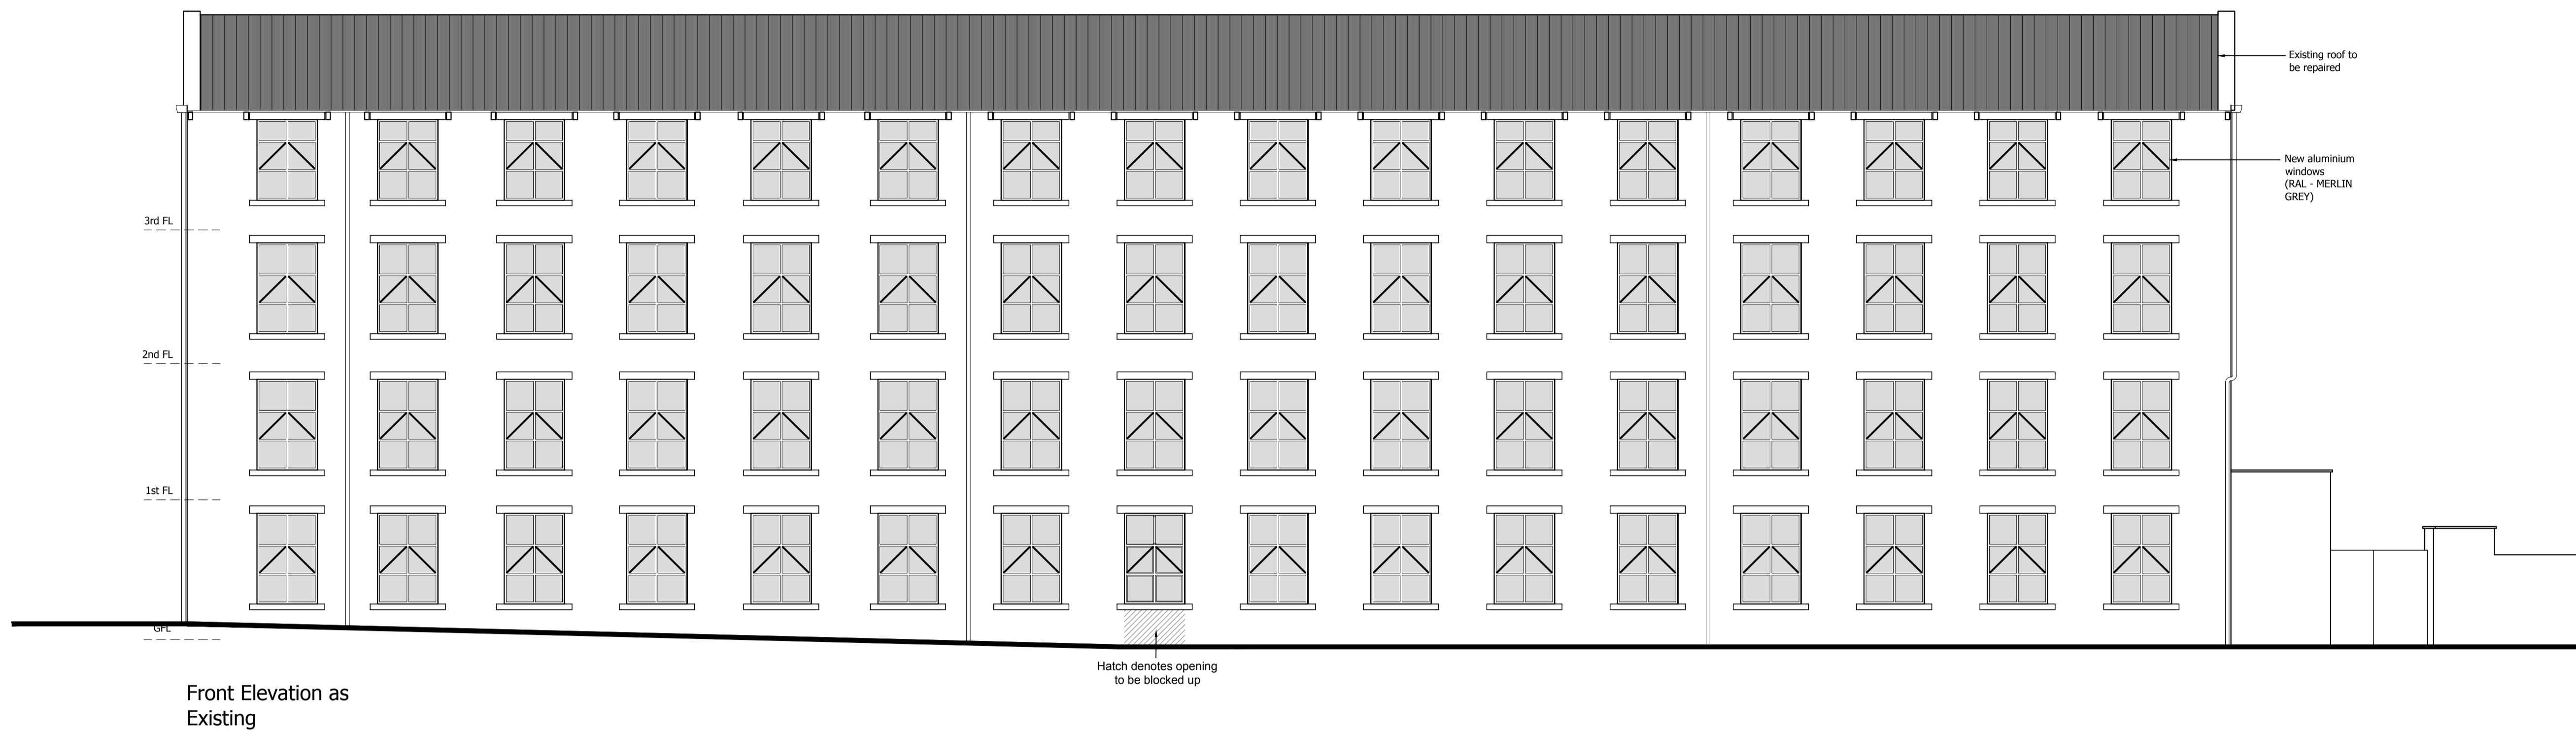 Existing roof to
be repaired
New aluminium
windows
(RAL - MERLIN
GREY)
3rd FL
2nd FL
1st FL
GFL
Hatch denotes opening
to be blocked up
Front Elevation as
Existing